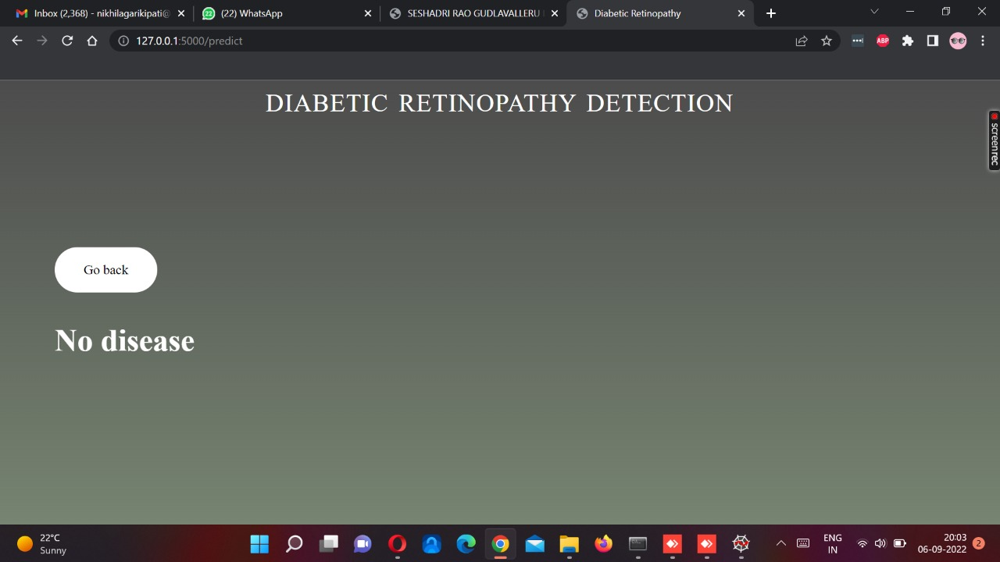 Inbox (2,368) - nikhilagarikipati@
22
(22) WhatsApp
SESHADRI RAO GUDLAVALLERU
Diabetic Retinopathy
127.0.0.1:5000/predict
ABP
DIABETIC RETINOPATHY DETECTION
screenrec
Go back
No disease
22°C
Sunny
ENG
IN
20:03
06-09-2022
2